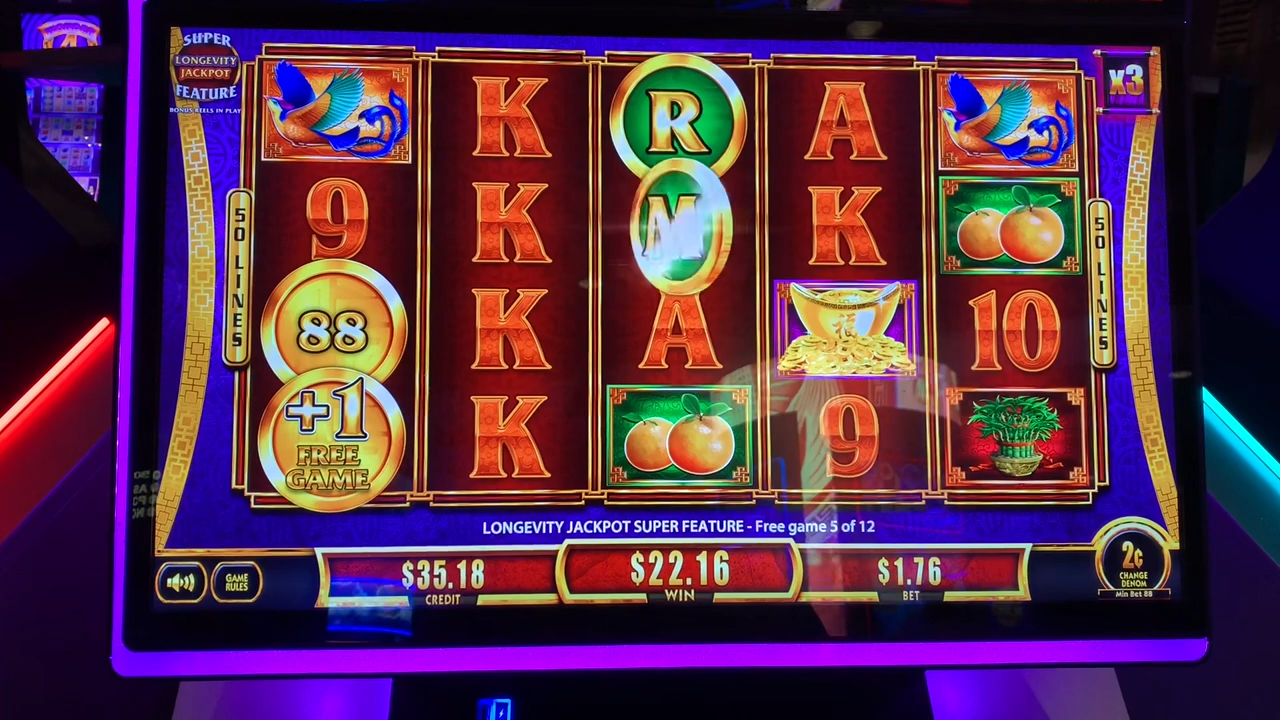 SUPER
LONGEVITY
JACKPOT
FEATURE
BONUS REELS IN PLAY
x3
K
R
A
9
K
M
K
88
K
A
福
10
+1
FREE
GAME
K
9
50 LINES
50 LINES
LONGEVITY JACKPOT SUPER FEATURE - Free game 5 of 12
GAME
RULES
$35.18
CREDIT
$22.16
WIN
$1.76
BET
2¢
CHANGE
DENOM
Min Bet 88